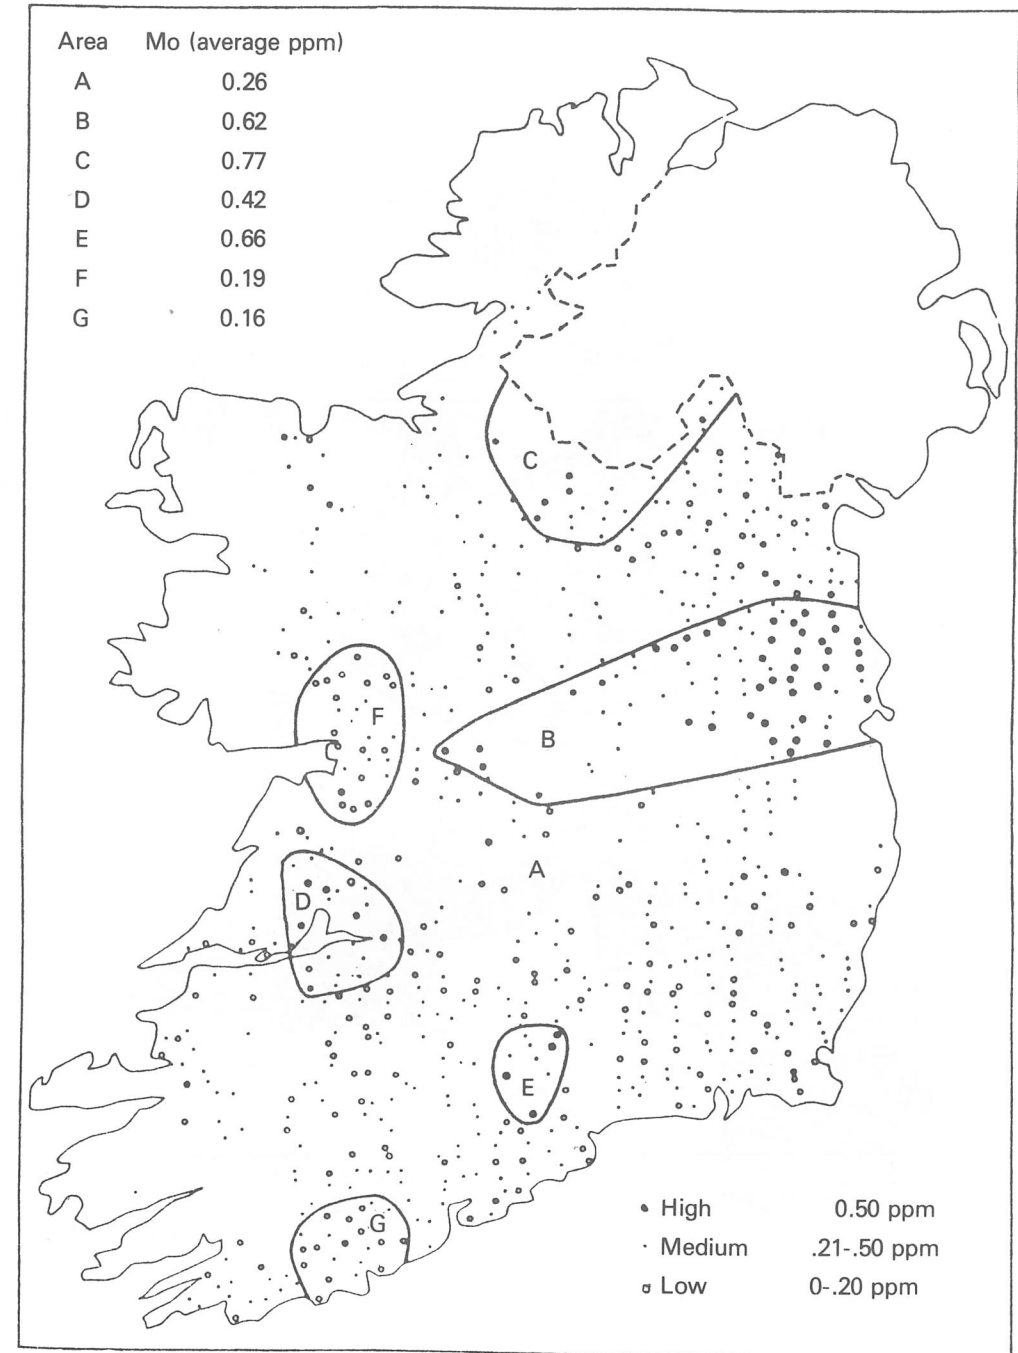 Area Mo (average ppm)
A 0.26
B 0.62
C 0.77
D 0.42
E 0.66
F 0.19
G 0.16
C
F
B
A
D
E
G
High 0.50 ppm
Medium .21-.50 ppm
Low 0-.20 ppm